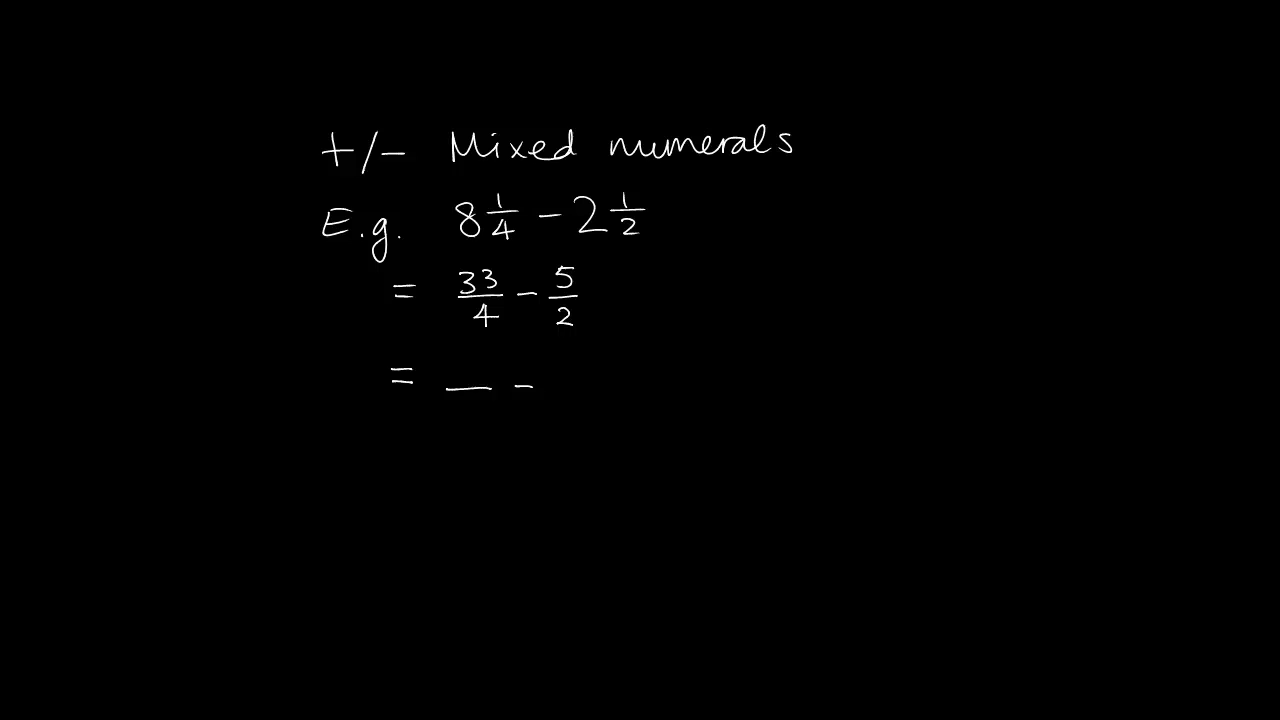 +/- Mixed numerals
E.g. 8 1/4 - 2 1/2
= 33/4 - 5/2
= __ -